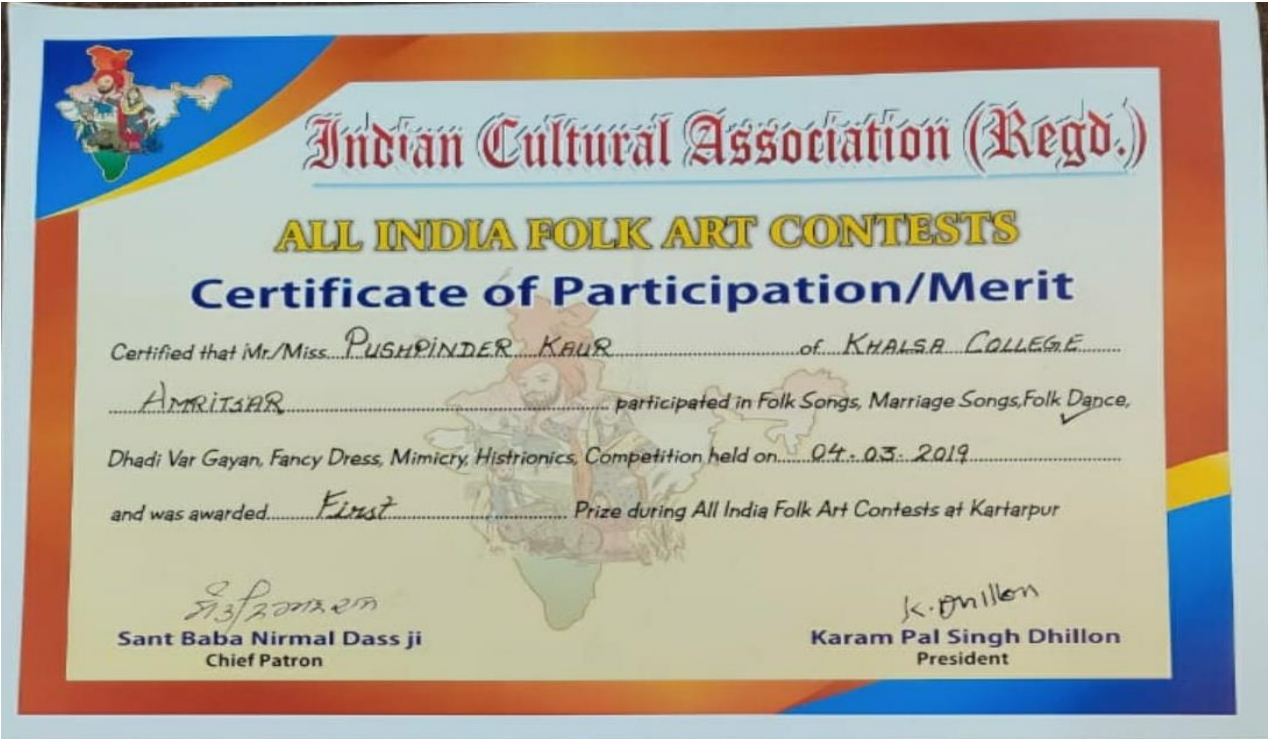 Indian Cultural Association (Regd.)
ALL INDIA FOLK ART CONTESTS
Certificate of Participation/Merit
Certified that Mr./Miss. PUSHPINDER KAUR of KHALSA COLLEGE
AMRITSAR participated in Folk Songs, Marriage Songs,Folk Dance,
Dhadi Var Gayan, Fancy Dress, Mimicry, Histrionics, Competition held on 04.03.2019
and was awarded First Prize during All India Folk Art Contests at Kartarpur
K. Dhillon
Sant Baba Nirmal Dass ji Karam Pal Singh Dhillon
Chief Patron President